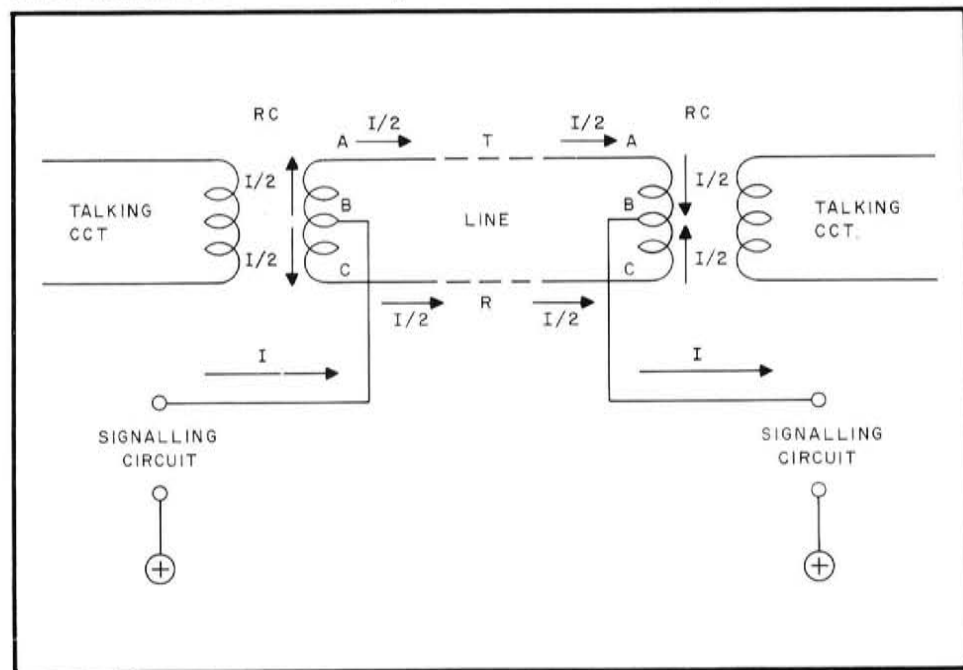 RC
RC
A
I/2
T
I/2
A
I/2
I/2
TALKING
CCT
B
LINE
B
TALKING
CCT.
I/2
C
C
I/2
I/2
R
I/2
I
I
SIGNALLING
CIRCUIT
SIGNALLING
CIRCUIT